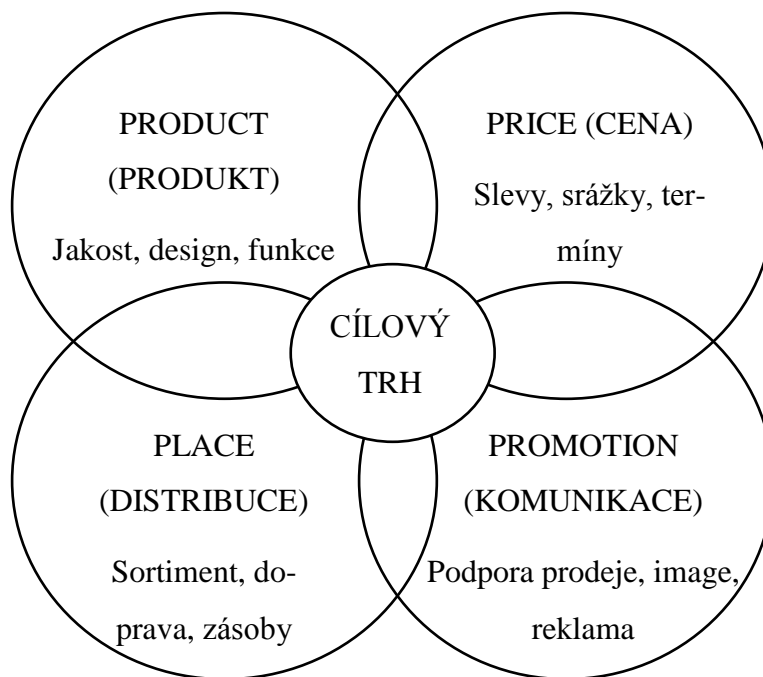 PRODUCT
(PRODUKT)
Jakost, design, funkce
PRICE (CENA)
Slevy, srážky, ter-
míny
CÍLOVÝ
TRH
PLACE
(DISTRIBUCE)
Sortiment, do-
prava, zásoby
PROMOTION
(KOMUNIKACE)
Podpora prodeje, image,
reklama